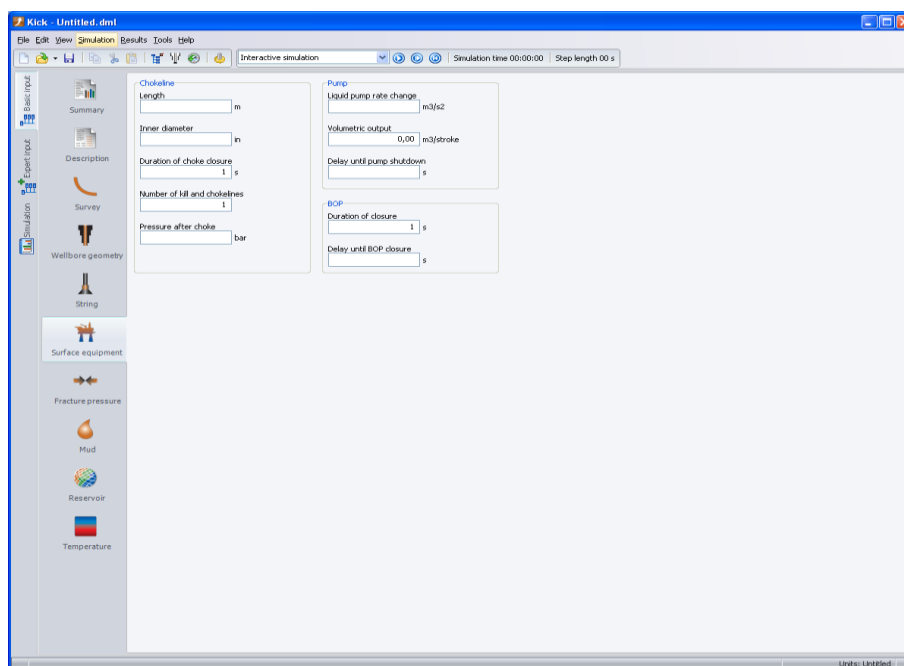 Kick - Untitled.dml
File Edit View Simulation Results Tools Help
Interactive simulation Simulation time 00:00:00 Step length 00 s
Basic input
Expert input
Simulation
Summary
Description
Survey
Wellbore geometry
String
Surface equipment
Fracture pressure
Mud
Reservoir
Temperature
Chokeline
Length
m
Inner diameter
in
Duration of choke closure
1 s
Number of kill and chokelines
1
Pressure after choke
bar
Pump
Liquid pump rate change
m3/s2
Volumetric output
0,00 m3/stroke
Delay until pump shutdown
s
BOP
Duration of closure
1 s
Delay until BOP closure
s
Units: Untitled